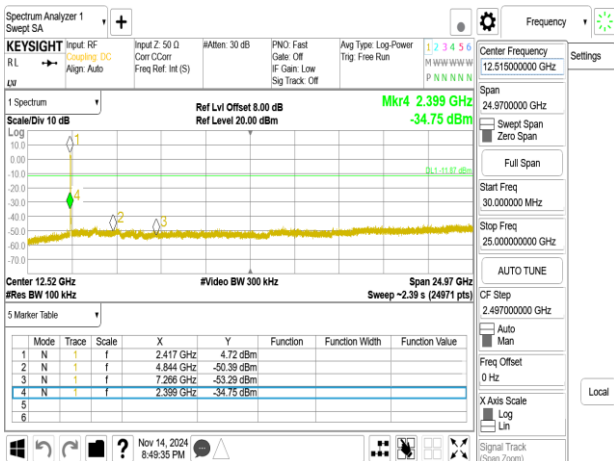 Spectrum Analyzer 1
Swept SA
+
Frequency
KEYSIGHT
Input: RF
Input Z: 50 Ω
#Atten: 30 dB
PNO: Fast
Avg Type: Log-Power
1 2 3 4 5 6
RL
Coupling: DC
Corr CCorr
Gate: Off
Trig: Free Run
M W W W W W
Align: Auto
Freq Ref: Int (S)
IF Gain: Low
Sig Track: Off
P N N N N N
LXI
Settings
Center Frequency
12.515000000 GHz
Span
24.9700000 GHz
Swept Span
Zero Span
Full Span
Start Freq
30.000000 MHz
Stop Freq
25.000000000 GHz
AUTO TUNE
CF Step
2.497000000 GHz
Auto
Man
Freq Offset
0 Hz
X Axis Scale
Log
Lin
Signal Track
(Span Zoom)
Local
1 Spectrum
Ref Lvl Offset 8.00 dB
Mkr4 2.399 GHz
Scale/Div 10 dB
Ref Level 20.00 dBm
-34.75 dBm
Log
10.0
0.00
-10.0
-20.0
-30.0
-40.0
-50.0
-60.0
-70.0
1
4
2
3
Center 12.52 GHz
#Video BW 300 kHz
Span 24.97 GHz
#Res BW 100 kHz
Sweep ~2.39 s (24971 pts)
5 Marker Table
Mode Trace Scale X Y Function Function Width Function Value
1 N 1 f 2.417 GHz 4.72 dBm
2 N 1 f 4.844 GHz -50.39 dBm
3 N 1 f 7.266 GHz -53.29 dBm
4 N 1 f 2.399 GHz -34.75 dBm
5
6
?
Nov 14, 2024
8:49:35 PM